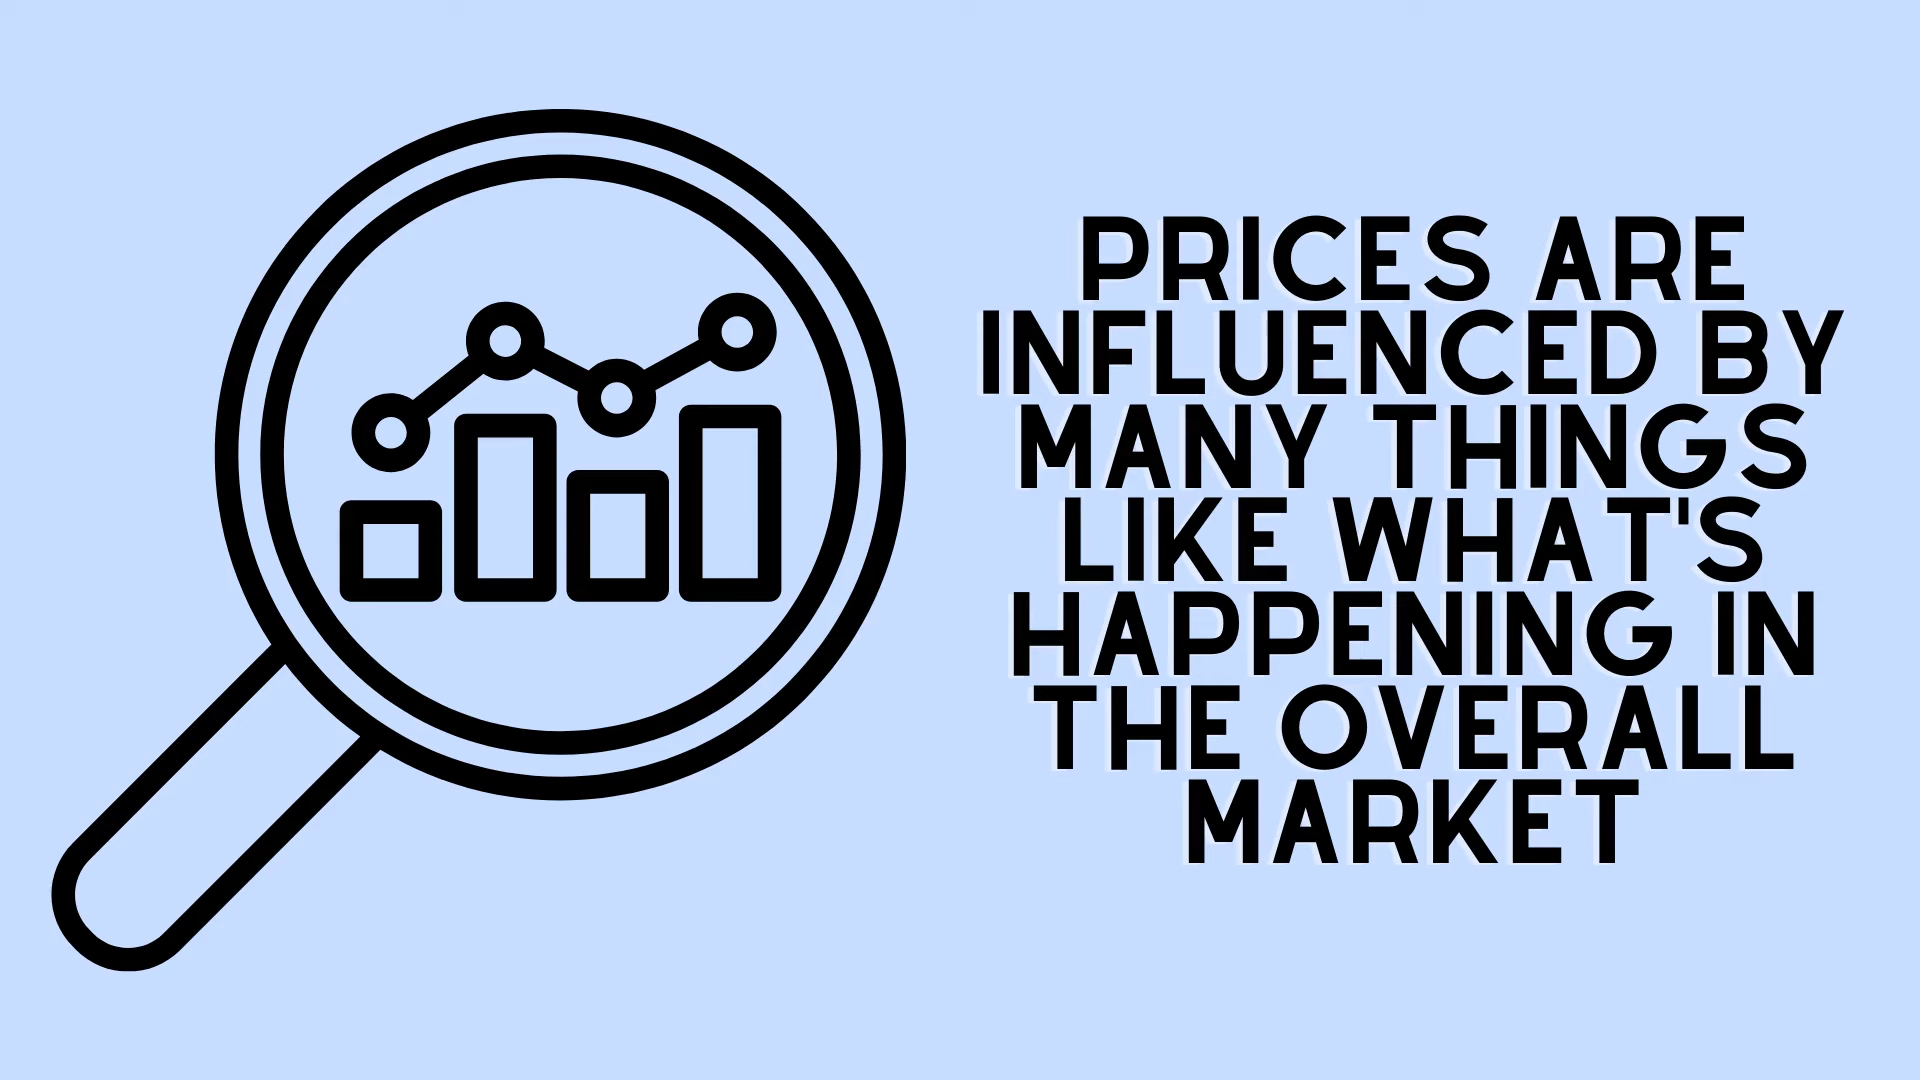 PRICES ARE
INFLUENCED BY
MANY THINGS
LIKE WHAT'S
HAPPENING IN
THE OVERALL
MARKET